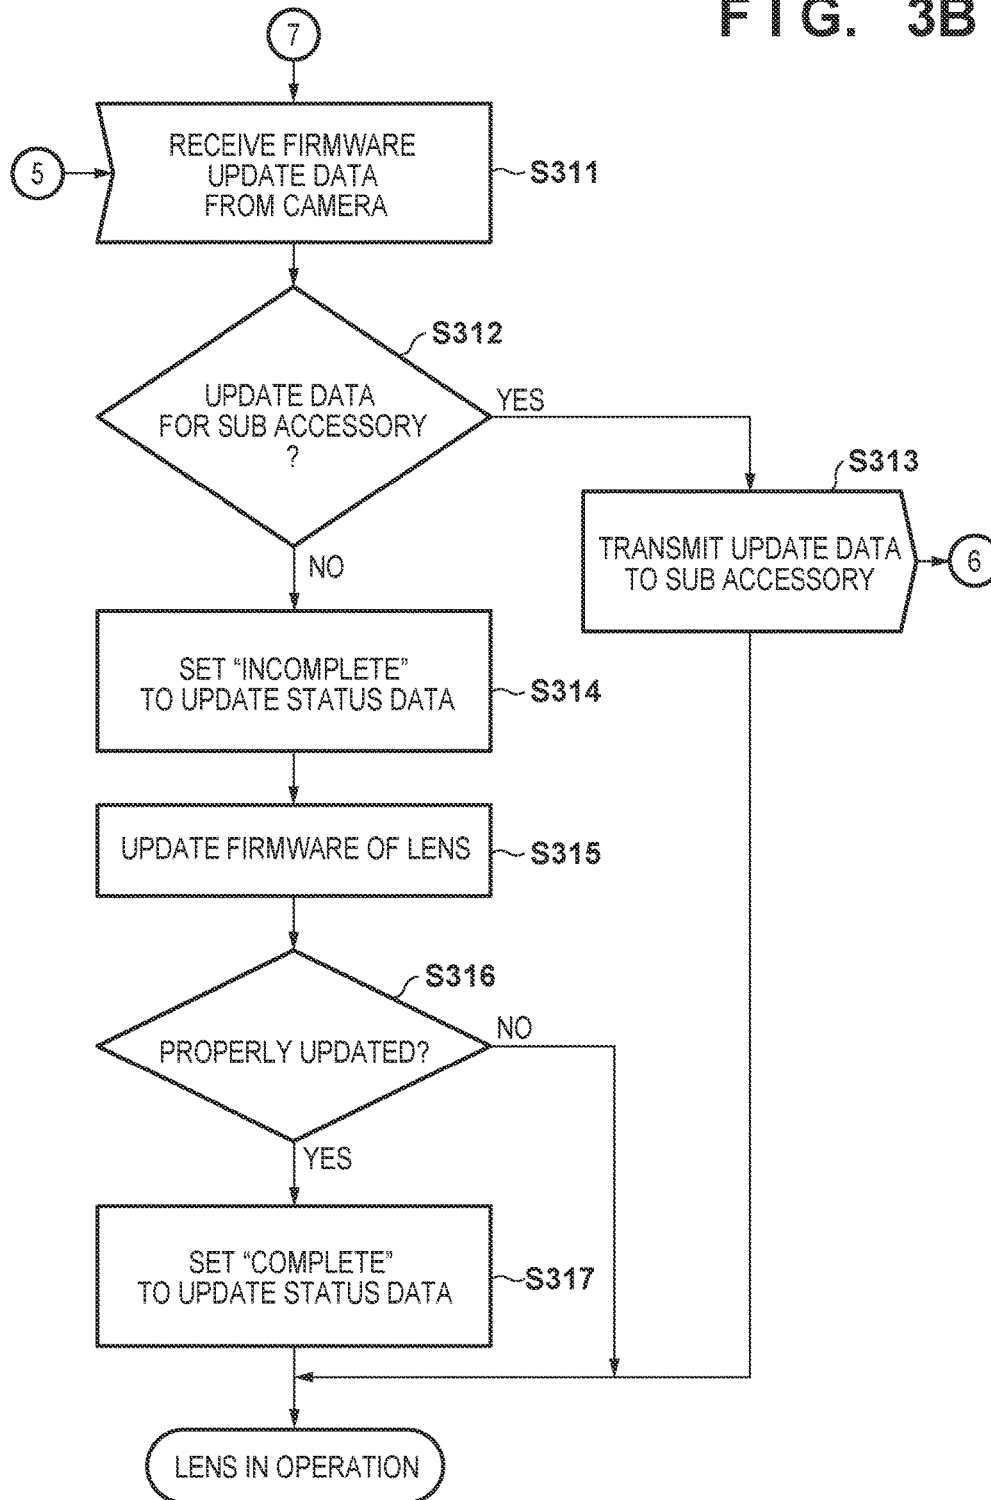 FIG. 3B
7
5
RECEIVE FIRMWARE
UPDATE DATA
FROM CAMERA
S311
S312
UPDATE DATA
FOR SUB ACCESSORY
?
YES
NO
S313
TRANSMIT UPDATE DATA
TO SUB ACCESSORY
6
SET “INCOMPLETE”
TO UPDATE STATUS DATA
S314
UPDATE FIRMWARE OF LENS
S315
S316
PROPERLY UPDATED?
NO
YES
SET “COMPLETE”
TO UPDATE STATUS DATA
S317
LENS IN OPERATION